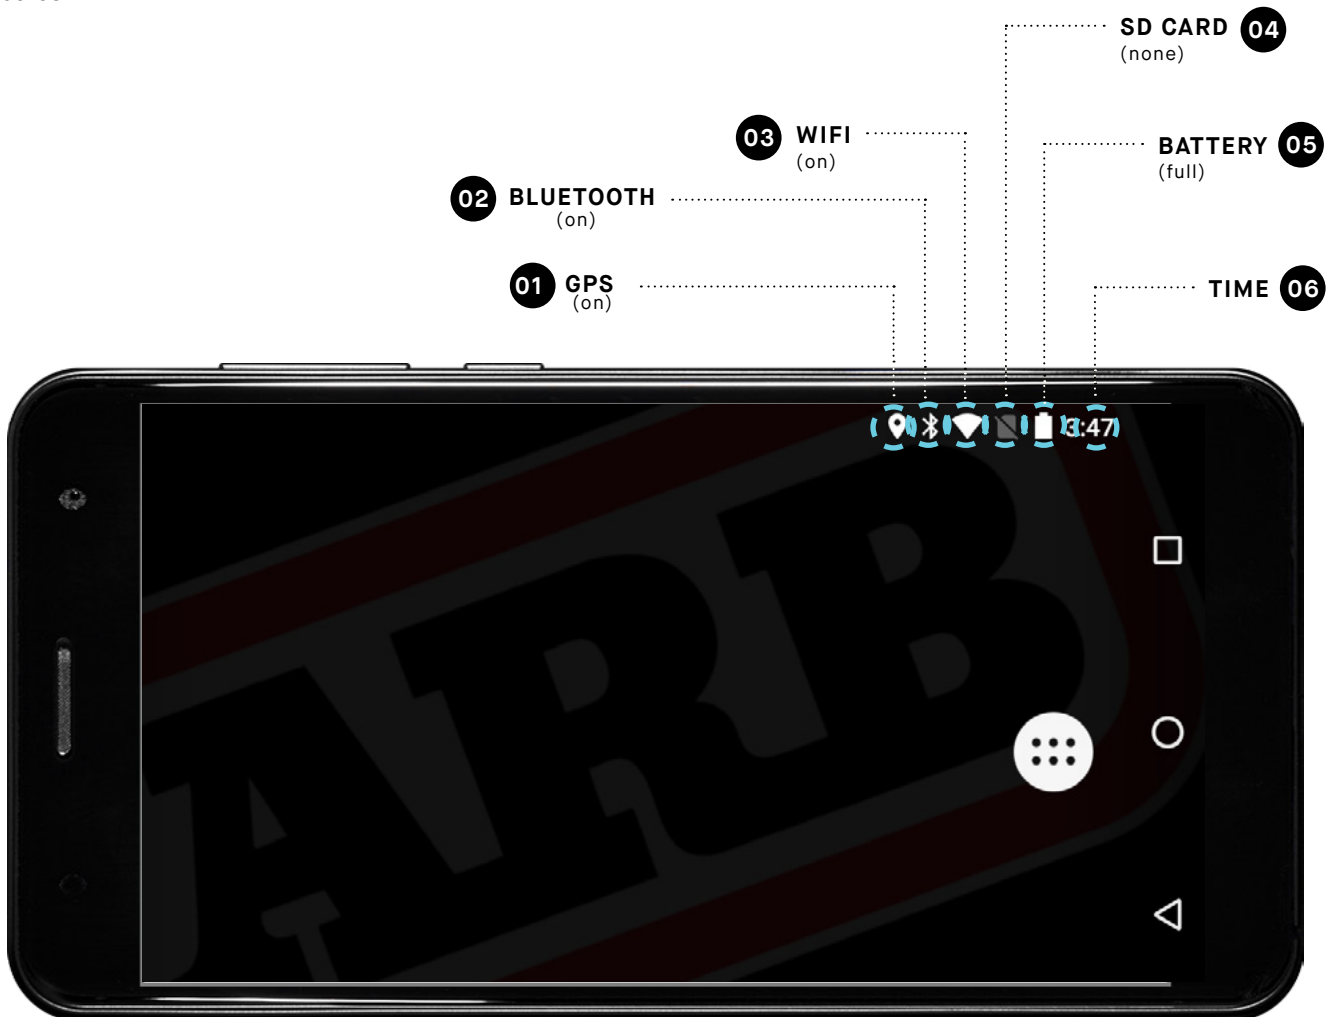 SD CARD 04
(none)
03 WIFI
(on)
BATTERY 05
(full)
02 BLUETOOTH
(on)
01 GPS
(on)
TIME 06
3:47
ARB